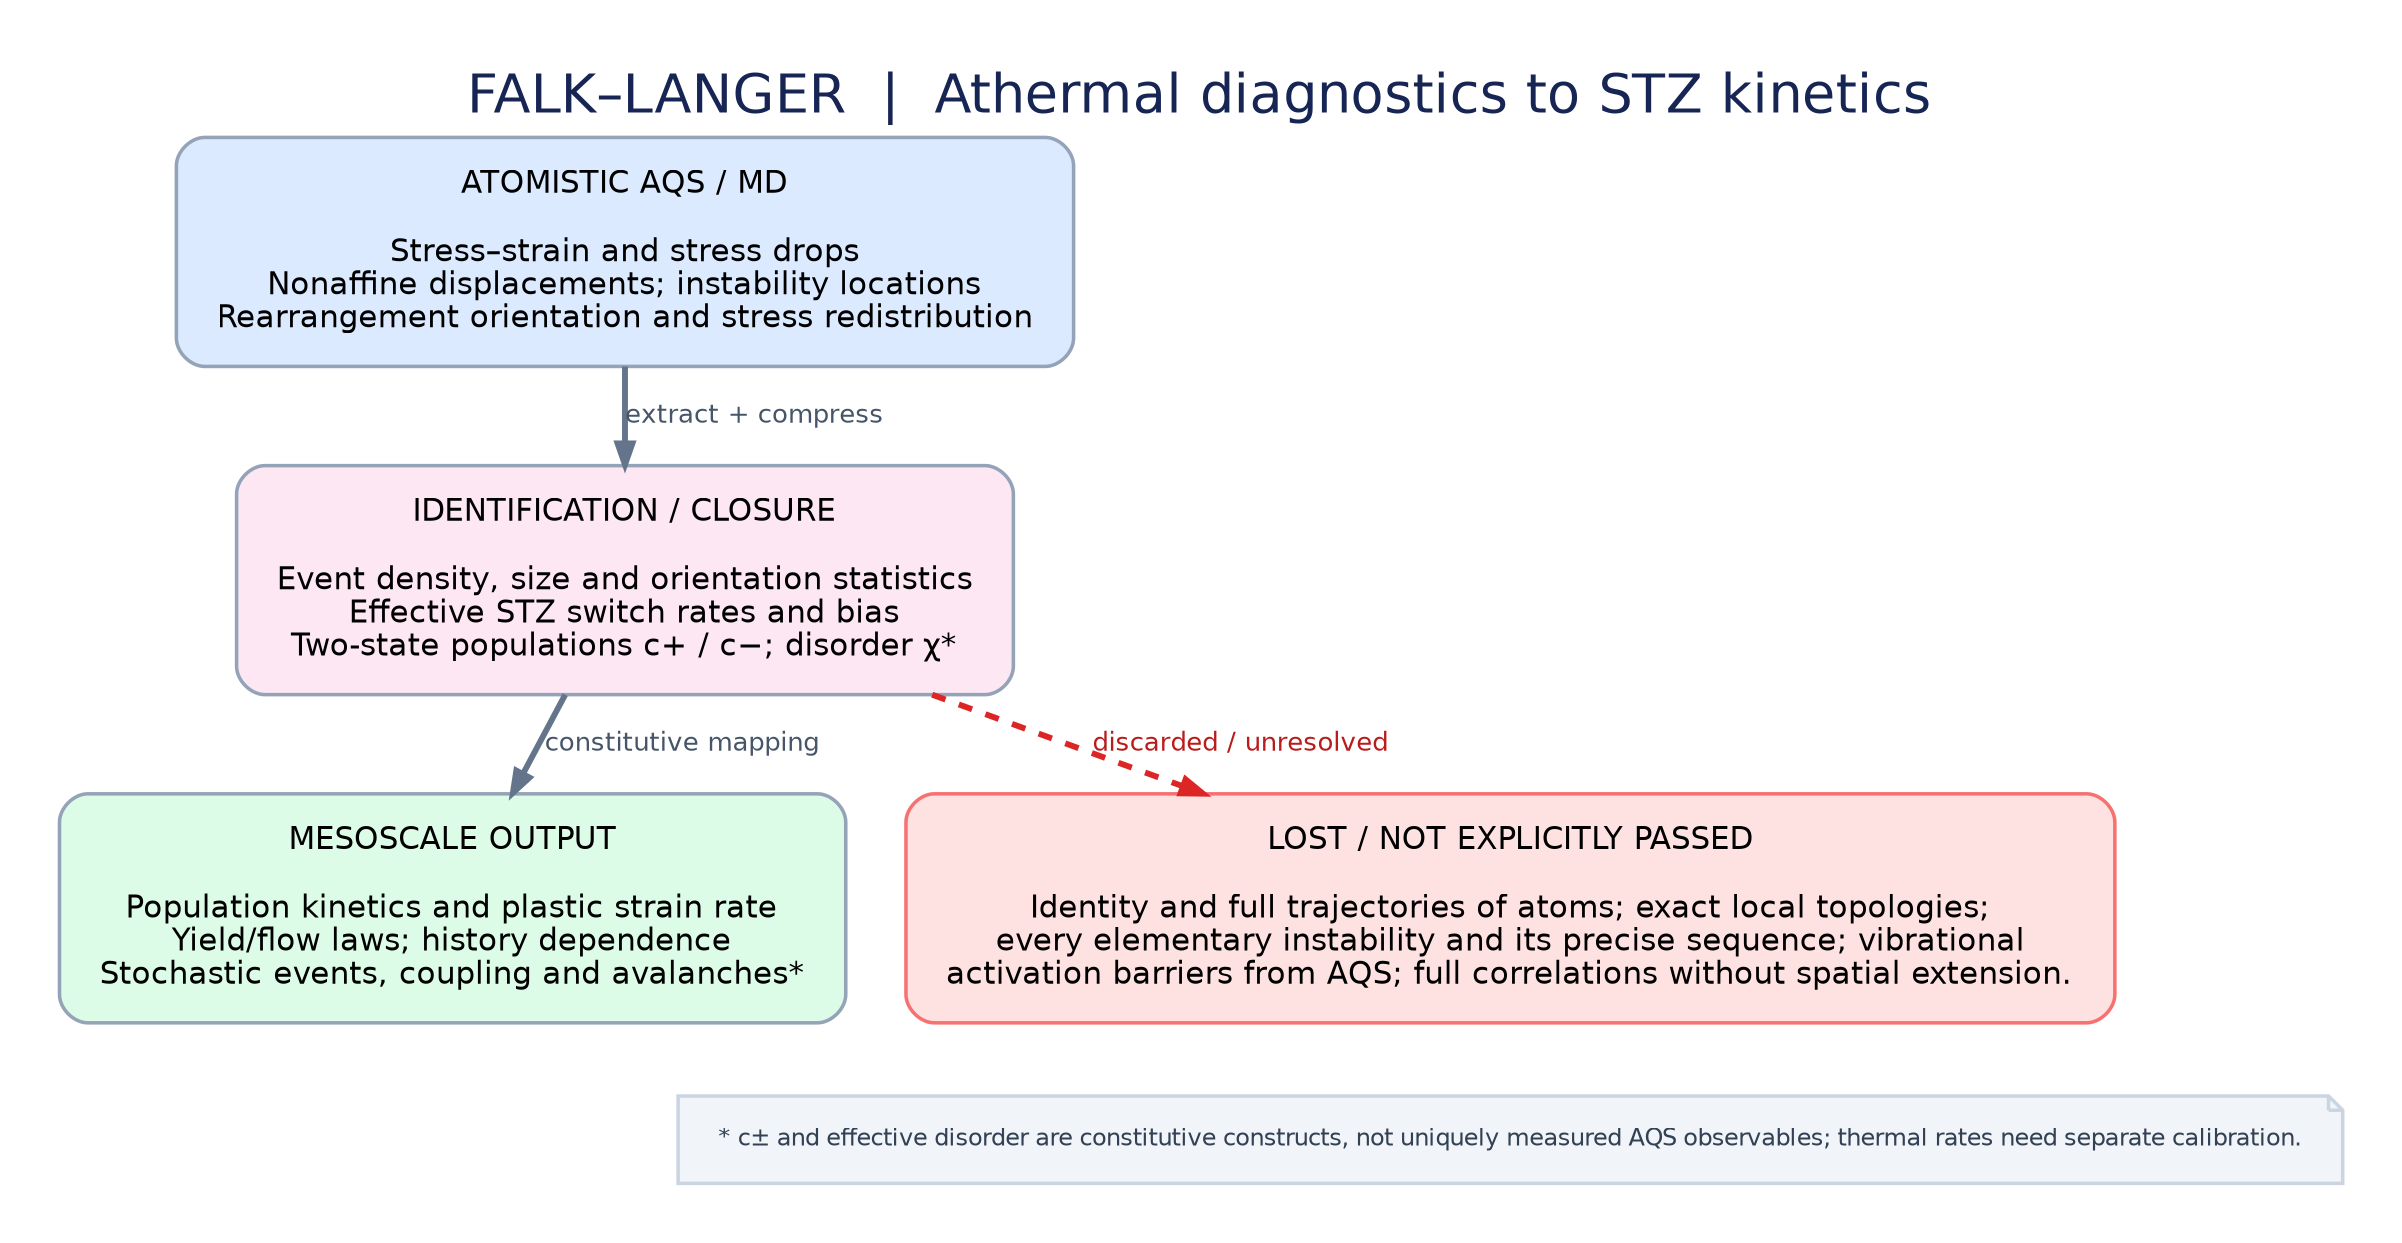 FALK–LANGER | Athermal diagnostics to STZ kinetics
ATOMISTIC AQS / MD
Stress–strain and stress drops
Nonaffine displacements; instability locations
Rearrangement orientation and stress redistribution
extract + compress
IDENTIFICATION / CLOSURE
Event density, size and orientation statistics
Effective STZ switch rates and bias
Two-state populations c+ / c−; disorder χ*
constitutive mapping
discarded / unresolved
MESOSCALE OUTPUT
Population kinetics and plastic strain rate
Yield/flow laws; history dependence
Stochastic events, coupling and avalanches*
LOST / NOT EXPLICITLY PASSED
Identity and full trajectories of atoms; exact local topologies;
every elementary instability and its precise sequence; vibrational
activation barriers from AQS; full correlations without spatial extension.
* c± and effective disorder are constitutive constructs, not uniquely measured AQS observables; thermal rates need separate calibration.